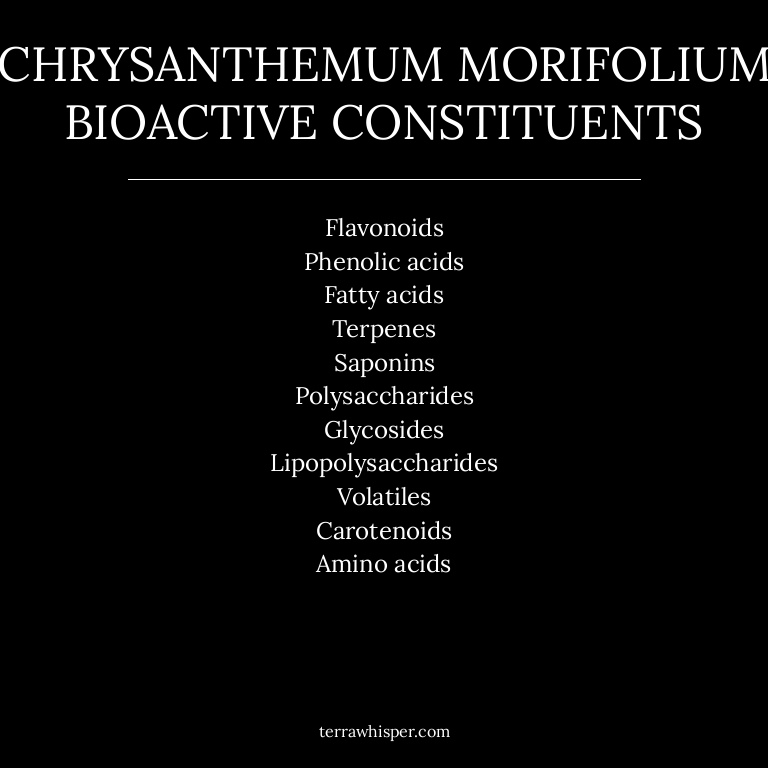 CHRYSANTHEMUM MORIFOLIUM
BIOACTIVE CONSTITUENTS
Flavonoids
Phenolic acids
Fatty acids
Terpenes
Saponins
Polysaccharides
Glycosides
Lipopolysaccharides
Volatiles
Carotenoids
Amino acids
terrawhisper.com